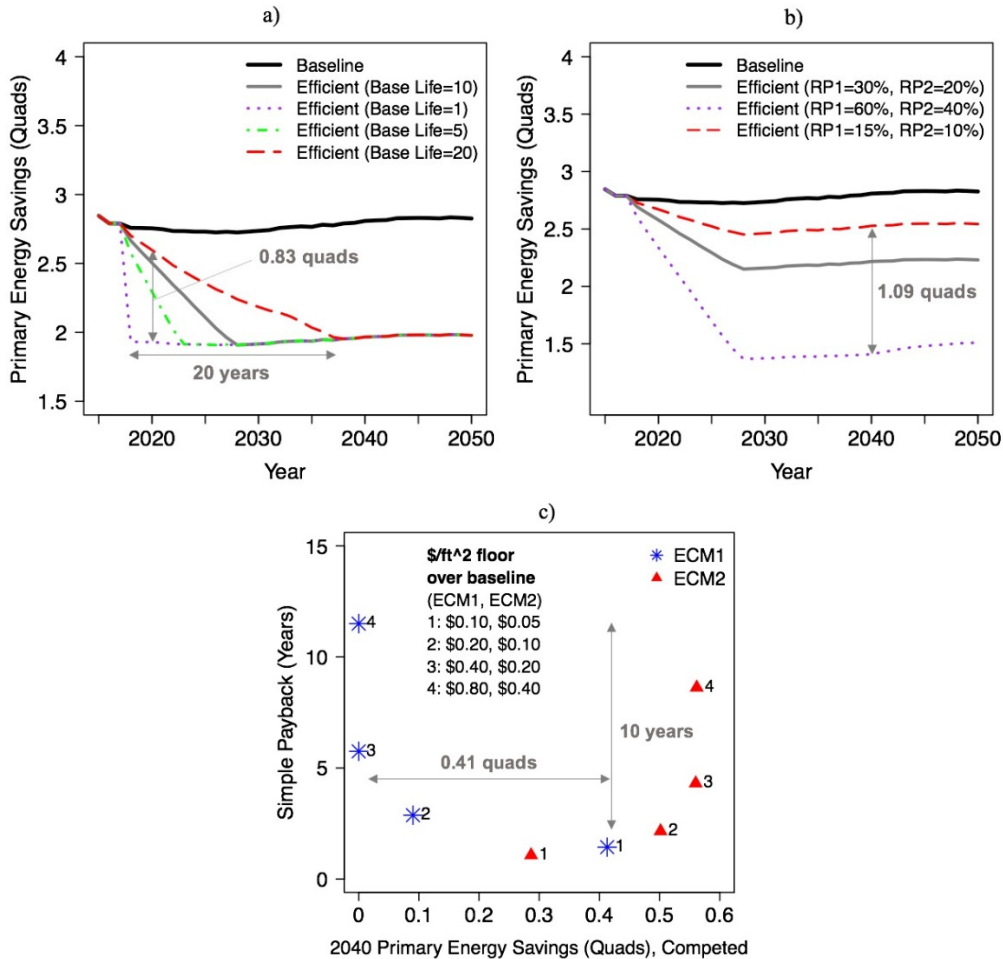 a)
4
3.5
3
2.5
2
1.5
Primary Energy Savings (Quads)
Baseline
Efficient (Base Life=10)
Efficient (Base Life=1)
Efficient (Base Life=5)
Efficient (Base Life=20)
0.83 quads
20 years
2020
2030
2040
2050
Year
b)
4
3.5
3
2.5
2
1.5
Primary Energy Savings (Quads)
Baseline
Efficient (RP1=30%, RP2=20%)
Efficient (RP1=60%, RP2=40%)
Efficient (RP1=15%, RP2=10%)
1.09 quads
2020
2030
2040
2050
Year
c)
15
10
5
0
Simple Payback (Years)
$/ft^2 floor
over baseline
(ECM1, ECM2)
1: $0.10, $0.05
2: $0.20, $0.10
3: $0.40, $0.20
4: $0.80, $0.40
ECM1
ECM2
4
3
2
1
1
2
3
4
0.41 quads
10 years
0
0.1
0.2
0.3
0.4
0.5
0.6
2040 Primary Energy Savings (Quads), Competed